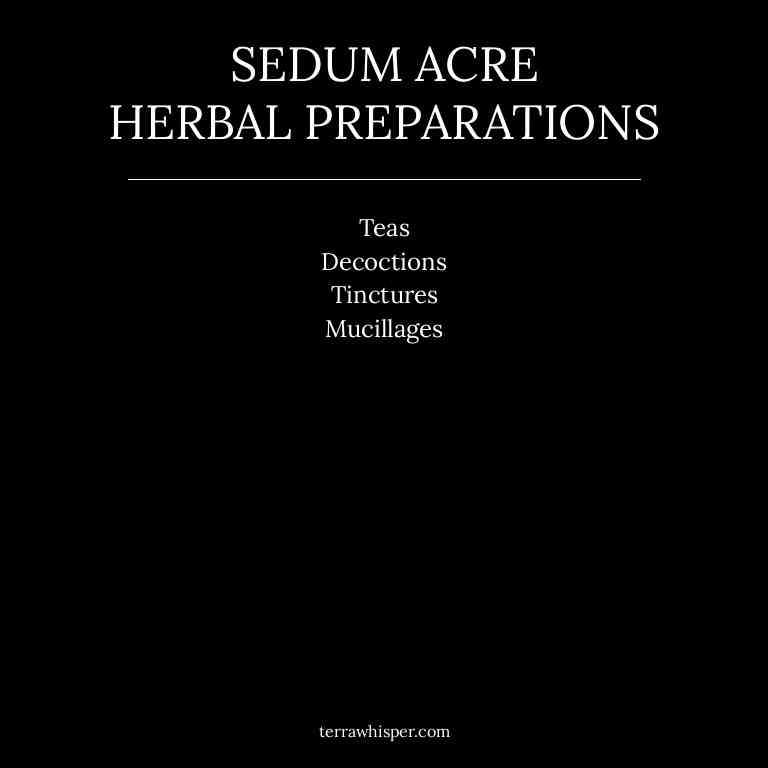 SEDUM ACRE
HERBAL PREPARATIONS
Teas
Decoctions
Tinctures
Mucillages
terrawhisper.com